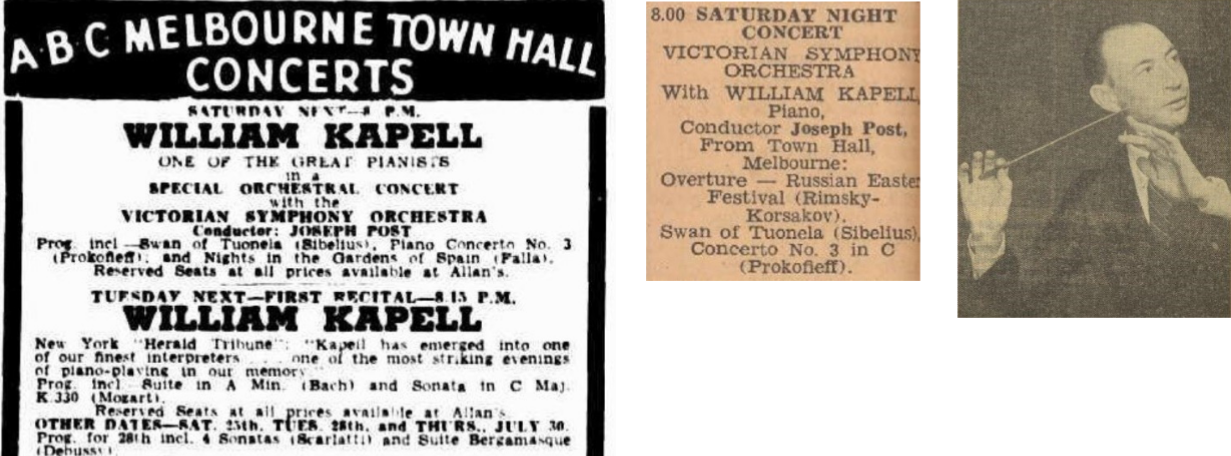 A·B·C MELBOURNE TOWN HALL
CONCERTS
SATURDAY NEXT—8 P.M.
WILLIAM KAPELL
ONE OF THE GREAT PIANISTS
in a
SPECIAL ORCHESTRAL CONCERT
with the
VICTORIAN SYMPHONY ORCHESTRA
Conductor: JOSEPH POST
Prog. incl —Swan of Tuonela (Sibelius), Piano Concerto No. 3
(Prokofieff); and Nights in the Gardens of Spain (Falla).
Reserved Seats at all prices available at Allan's.
TUESDAY NEXT—FIRST RECITAL—8.15 P.M.
WILLIAM KAPELL
New York "Herald Tribune": "Kapell has emerged into one
of our finest interpreters . . . one of the most striking evenings
of piano-playing in our memory."
Prog. incl. Suite in A Min. (Bach) and Sonata in C Maj.
K.330 (Mozart).
Reserved Seats at all prices available at Allan's.
OTHER DATES—SAT. 25th, TUES. 28th, and THURS., JULY 30.
Prog. for 28th incl. 4 Sonatas (Scarlatti) and Suite Bergamasque
(Debussy).
8.00 SATURDAY NIGHT
CONCERT
VICTORIAN SYMPHONY
ORCHESTRA
With WILLIAM KAPELL,
Piano,
Conductor Joseph Post,
From Town Hall,
Melbourne:
Overture — Russian Easte
Festival (Rimsky-
Korsakov).
Swan of Tuonela (Sibelius),
Concerto No. 3 in C
(Prokofieff).